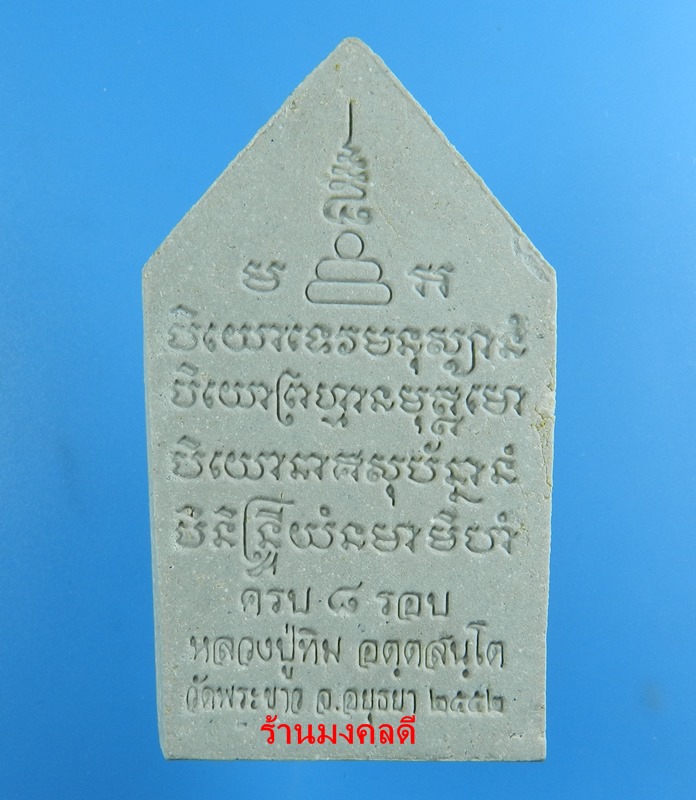 ម អ
បិយោទេវមនុស្សានំ
បិយោព្រហ្មានមុត្តមោ
បិយោនាគសុបណ្ណានំ
បិនិន្ទ្រិយំនមាមិហំ
ครบ ๘ รอบ
หลวงปู่ทิม อตฺตสนฺโต
วัดพระขาว อ.อยุธยา ๒๕๕๒
ร้านมงคลดี